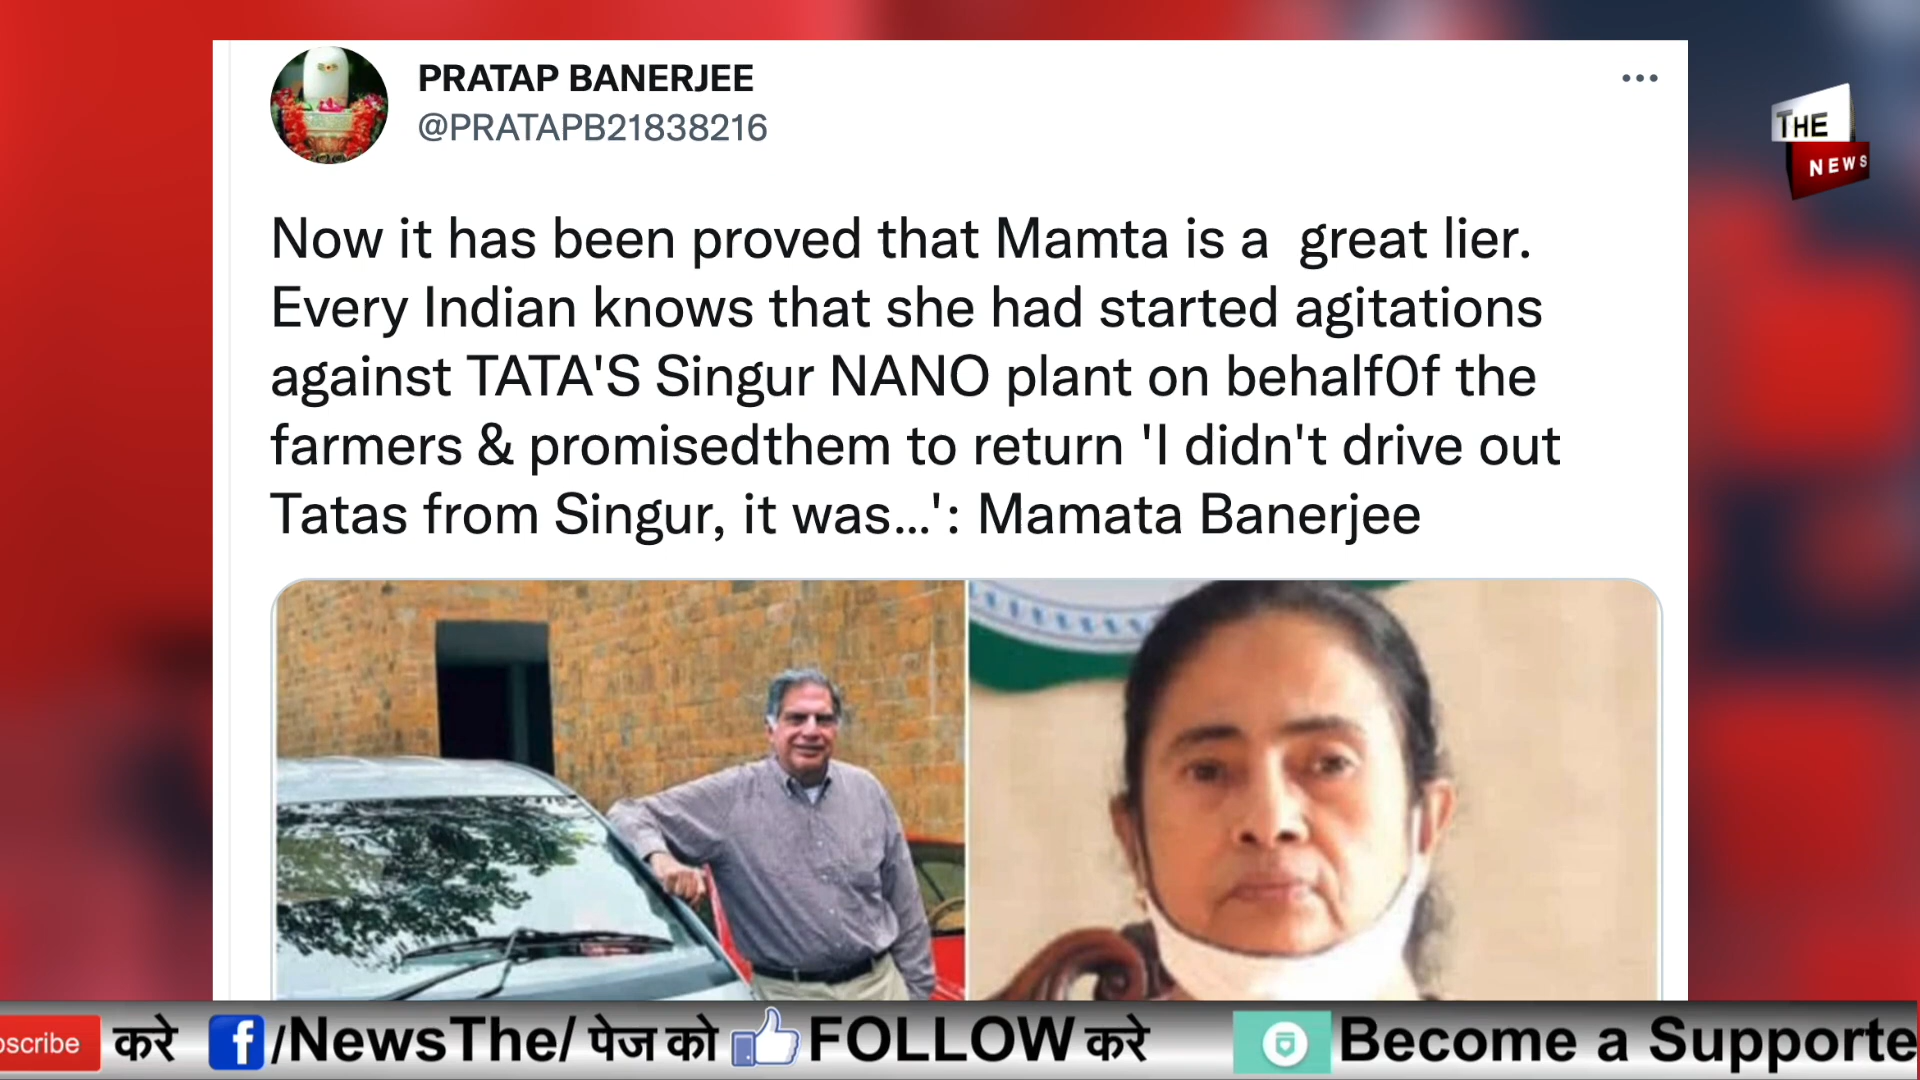 PRATAP BANERJEE
@PRATAPB21838216
THE
NEWS
Now it has been proved that Mamta is a  great lier.
Every Indian knows that she had started agitations
against TATA'S Singur NANO plant on behalf0f the
farmers & promisedthem to return 'I didn't drive out
Tatas from Singur, it was...': Mamata Banerjee
scribe करे f/NewsThe/ पेज को FOLLOW करे Become a Supporte